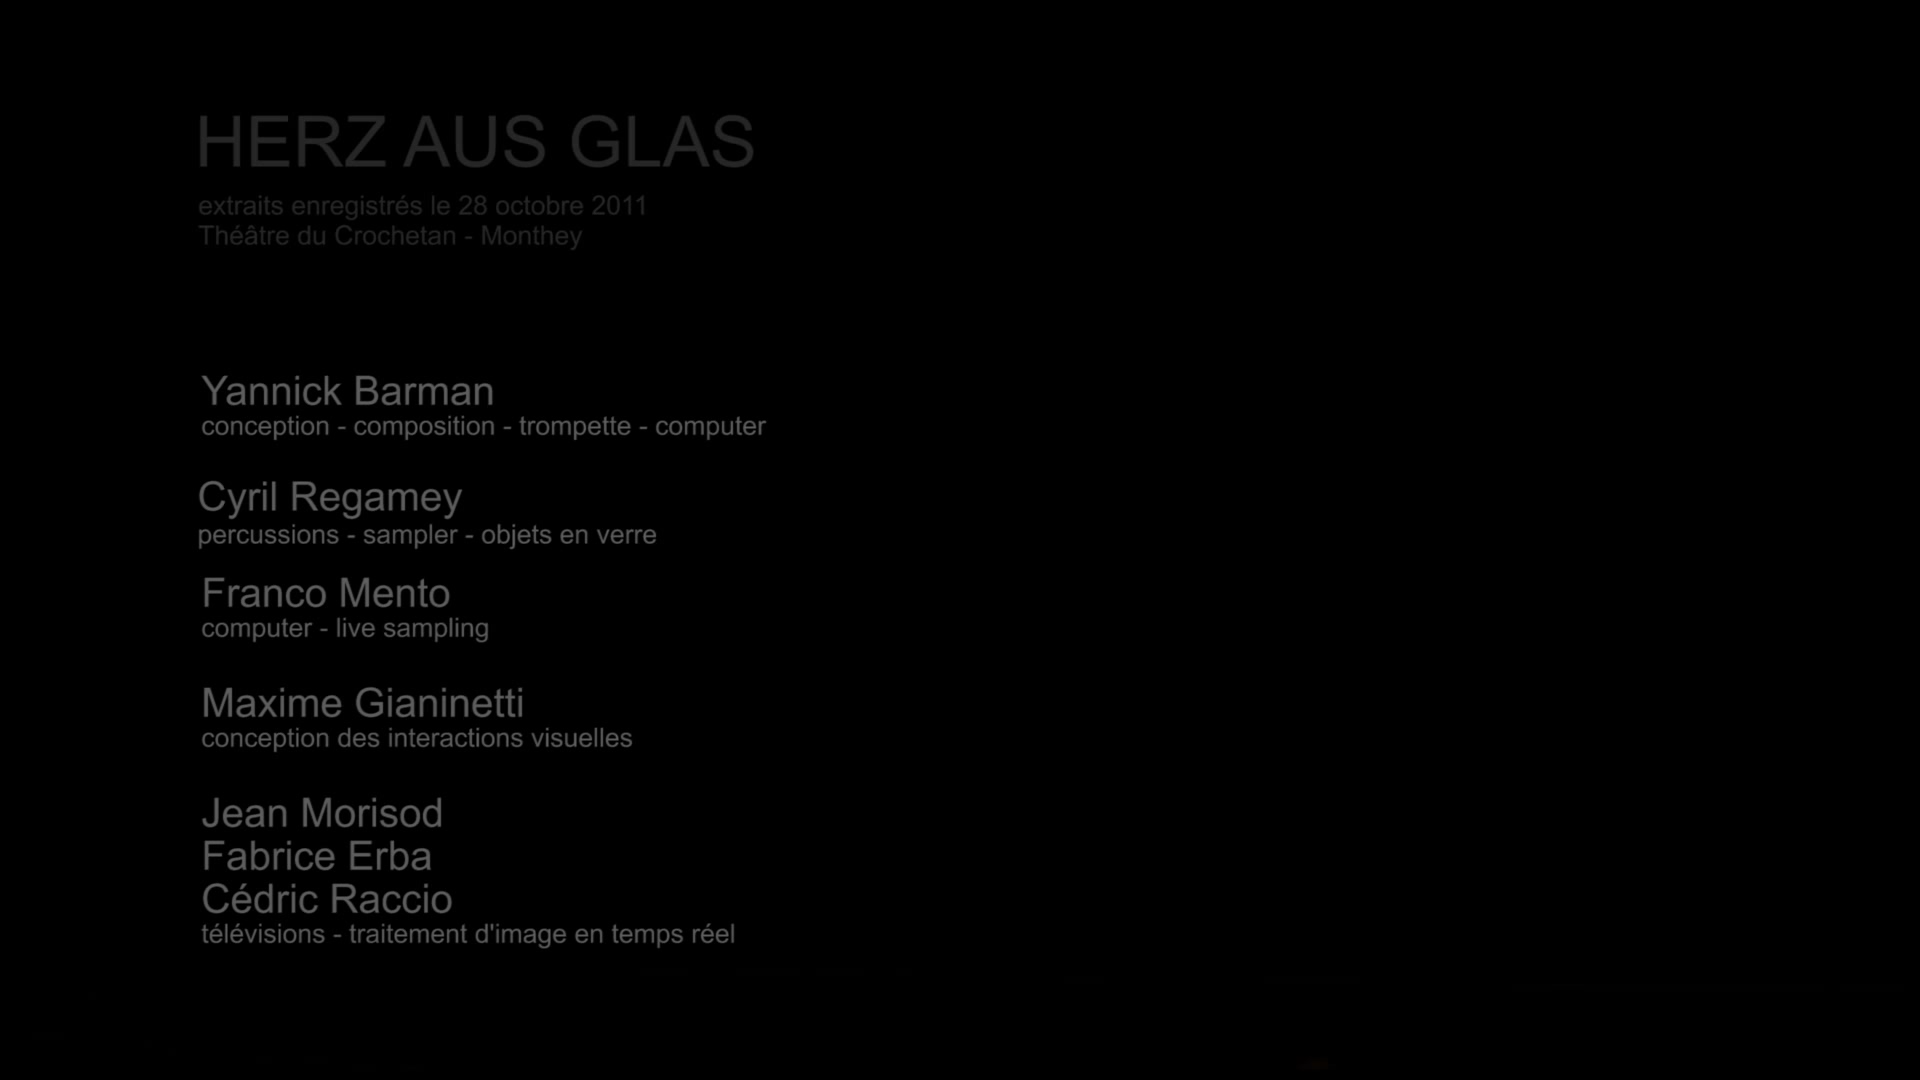 HERZ AUS GLAS
extraits enregistrés le 28 octobre 2011
Théâtre du Crochetan - Monthey
Yannick Barman
conception - composition - trompette - computer
Cyril Regamey
percussions - sampler - objets en verre
Franco Mento
computer - live sampling
Maxime Gianinetti
conception des interactions visuelles
Jean Morisod
Fabrice Erba
Cédric Raccio
télévisions - traitement d'image en temps réel